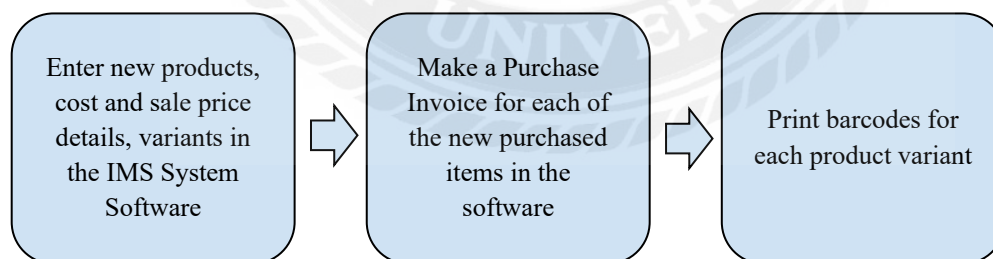 UNIVER
Enter new products,
cost and sale price
details, variants in
the IMS System
Software
Make a Purchase
Invoice for each of
the new purchased
items in the
software
Print barcodes for
each product variant